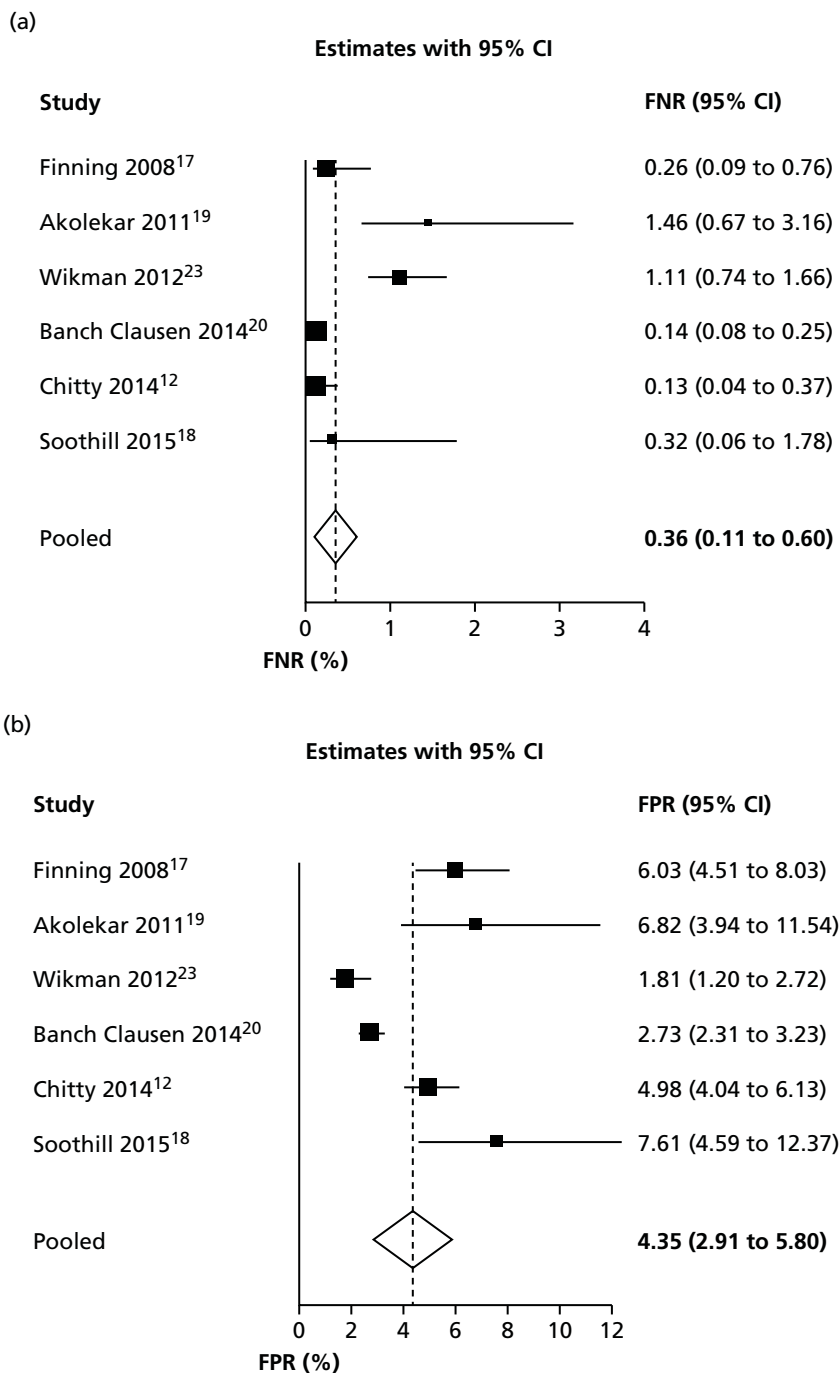 (a)
Estimates with 95% CI
Study FNR (95% CI)
Finning 2008¹⁷ 0.26 (0.09 to 0.76)
Akolekar 2011¹⁹ 1.46 (0.67 to 3.16)
Wikman 2012²³ 1.11 (0.74 to 1.66)
Banch Clausen 2014²⁰ 0.14 (0.08 to 0.25)
Chitty 2014¹² 0.13 (0.04 to 0.37)
Soothill 2015¹⁸ 0.32 (0.06 to 1.78)
Pooled 0.36 (0.11 to 0.60)
0 1 2 3 4
FNR (%)
(b)
Estimates with 95% CI
Study FPR (95% CI)
Finning 2008¹⁷ 6.03 (4.51 to 8.03)
Akolekar 2011¹⁹ 6.82 (3.94 to 11.54)
Wikman 2012²³ 1.81 (1.20 to 2.72)
Banch Clausen 2014²⁰ 2.73 (2.31 to 3.23)
Chitty 2014¹² 4.98 (4.04 to 6.13)
Soothill 2015¹⁸ 7.61 (4.59 to 12.37)
Pooled 4.35 (2.91 to 5.80)
0 2 4 6 8 10 12
FPR (%)